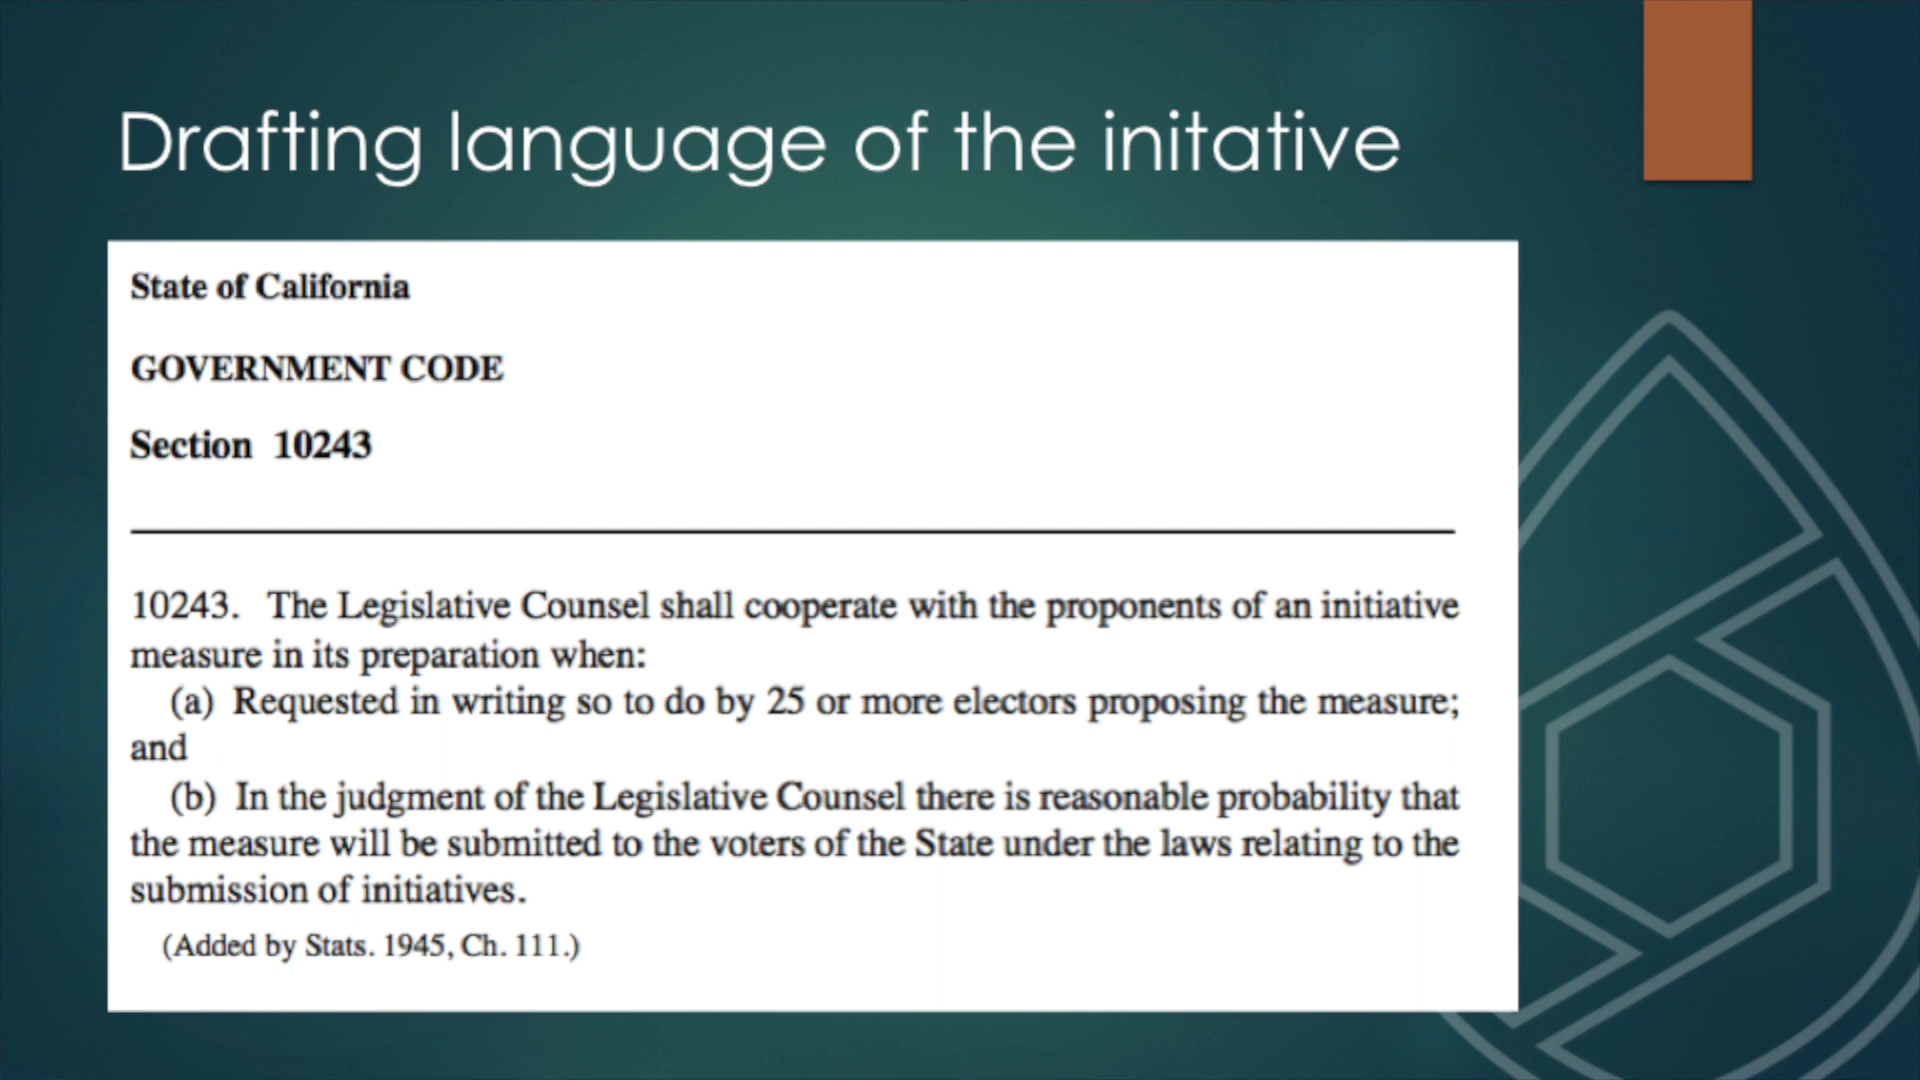 Drafting language of the initative
State of California
GOVERNMENT CODE
Section 10243
10243. The Legislative Counsel shall cooperate with the proponents of an initiative
measure in its preparation when:
(a) Requested in writing so to do by 25 or more electors proposing the measure;
and
(b) In the judgment of the Legislative Counsel there is reasonable probability that
the measure will be submitted to the voters of the State under the laws relating to the
submission of initiatives.
(Added by Stats. 1945, Ch. 111.)